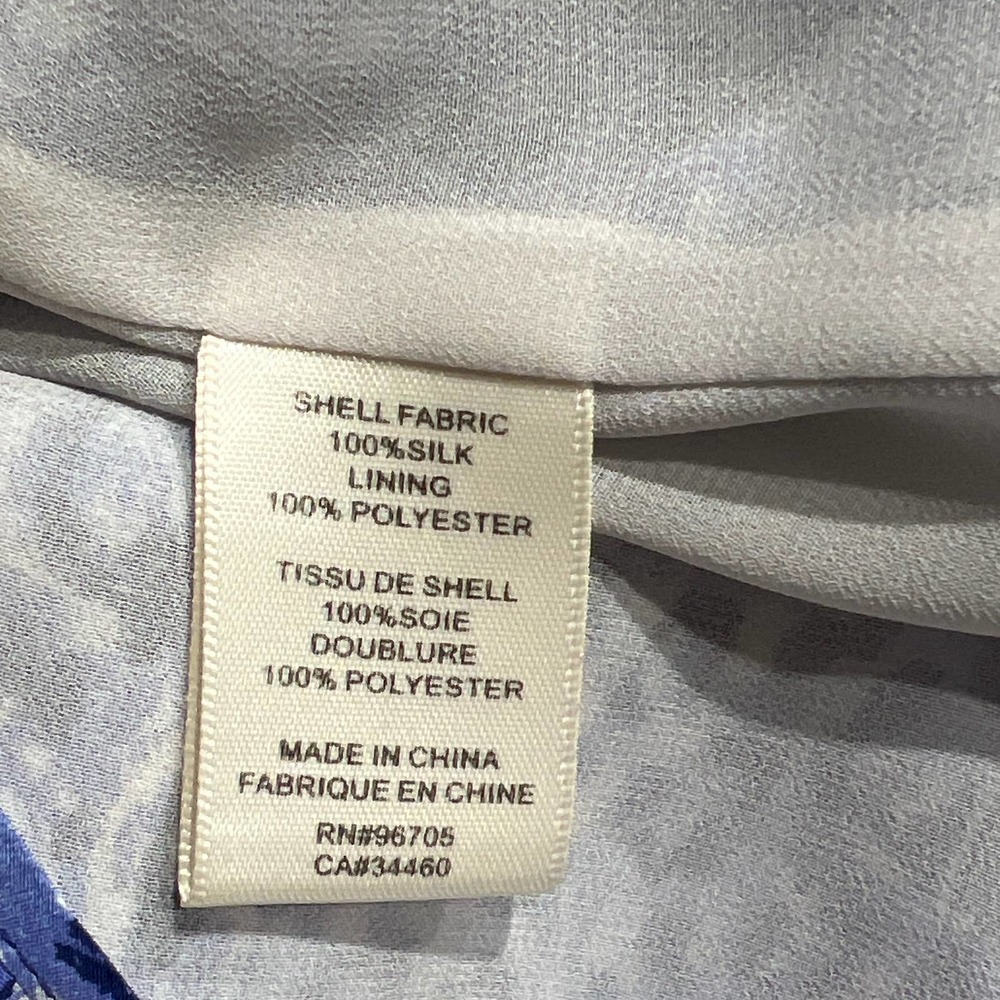 SHELL FABRIC
100%SILK
LINING
100% POLYESTER
TISSU DE SHELL
100%SOIE
DOUBLURE
100% POLYESTER
MADE IN CHINA
FABRIQUE EN CHINE
RN#96705
CA#34460